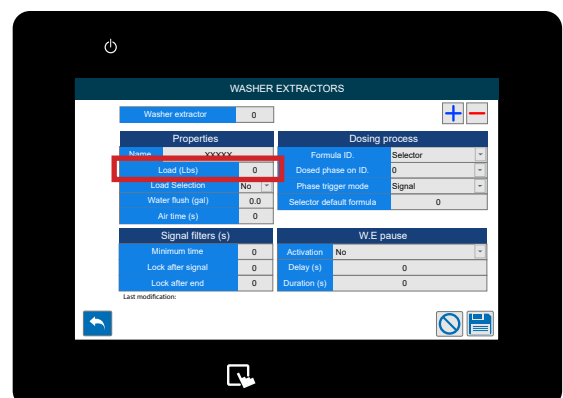 WASHER EXTRACTORS
Washer extractor 0
Properties
Name XXXXX
Load (Lbs) 0
Load Selection No
Water flush (gal) 0.0
Air time (s) 0
Dosing process
Formula ID. Selector
Dosed phase on ID. 0
Phase trigger mode Signal
Selector default formula 0
Signal filters (s)
Minimum time 0
Lock after signal 0
Lock after end 0
W.E pause
Activation No
Delay (s) 0
Duration (s) 0
Last modification: